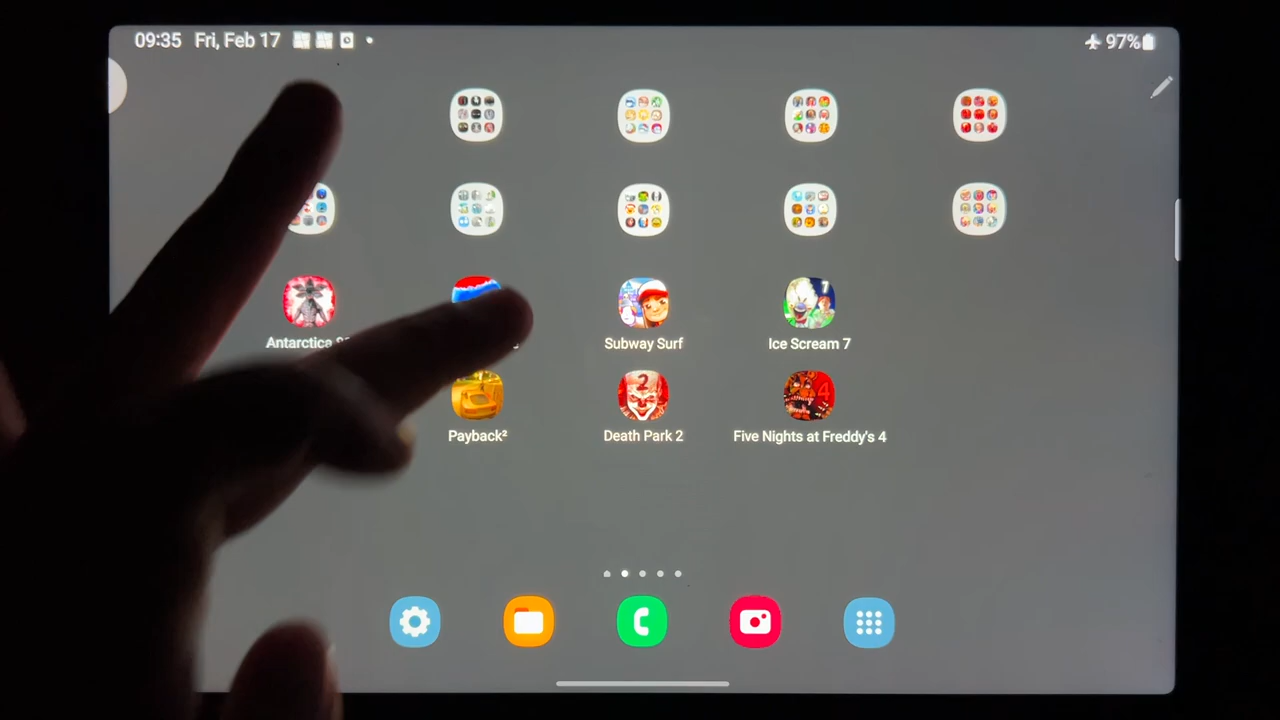 09:35 Fri, Feb 17
97%
Antarctica
Subway Surf
Ice Scream 7
Payback²
Death Park 2
Five Nights at Freddy's 4